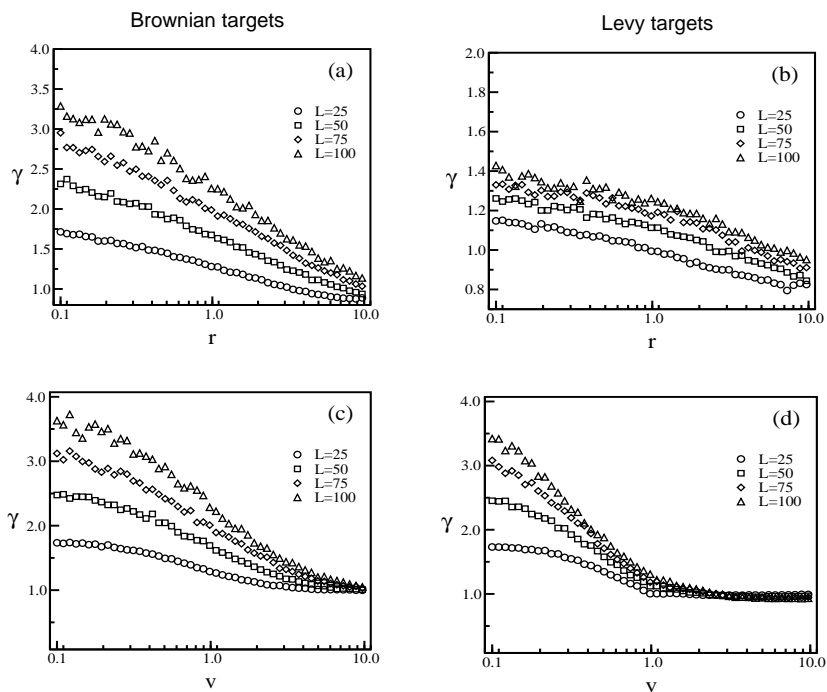 Brownian targets
Levy targets
(a)
4.0
3.5
3.0
2.5
2.0
1.5
1.0
γ
L=25
L=50
L=75
L=100
0.1
1.0
10.0
r
(b)
2.0
1.8
1.6
1.4
1.2
1.0
0.8
γ
L=25
L=50
L=75
L=100
0.1
1.0
10.0
r
(c)
4.0
3.0
2.0
1.0
γ
L=25
L=50
L=75
L=100
0.1
1.0
10.0
v
(d)
4.0
3.0
2.0
1.0
γ
L=25
L=50
L=75
L=100
0.1
1.0
10.0
v